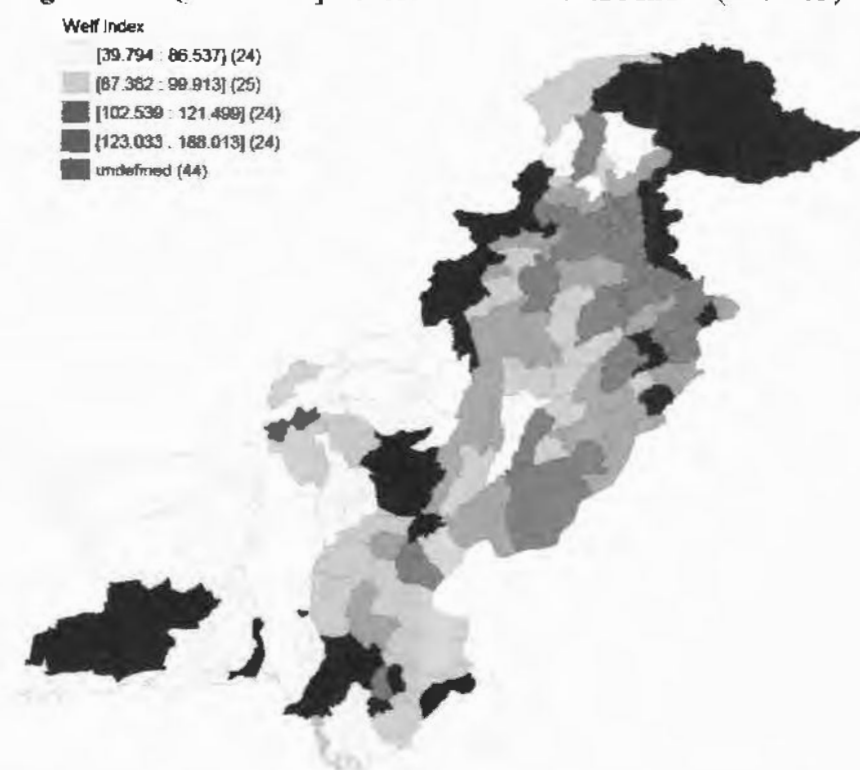 Welf Index
[39.794 : 86.537] (24)
[87.362 : 99.913] (25)
[102.539 : 121.499] (24)
[123.033 : 188.013] (24)
undefined (44)